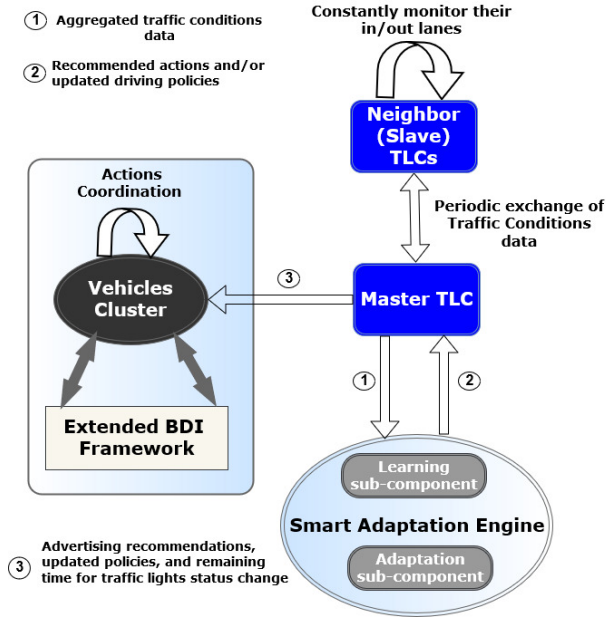 1 Aggregated traffic conditions
data
2 Recommended actions and/or
updated driving policies
Constantly monitor their
in/out lanes
Neighbor
(Slave)
TLCs
Actions
Coordination
Periodic exchange of
Traffic Conditions
data
Vehicles
Cluster
3
Master TLC
1
2
Extended BDI
Framework
Learning
sub-component
Smart Adaptation Engine
Adaptation
sub-component
3 Advertising recommendations,
updated policies, and remaining
time for traffic lights status change